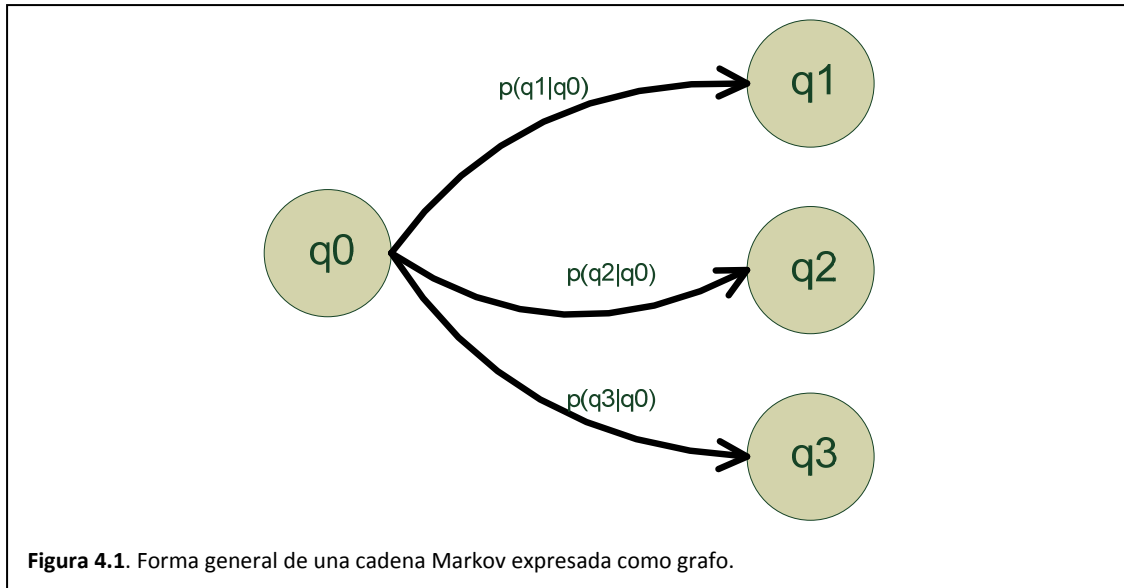 p(q1|q0)
q1
q0
p(q2|q0)
q2
p(q3|q0)
q3
Figura 4.1. Forma general de una cadena Markov expresada como grafo.